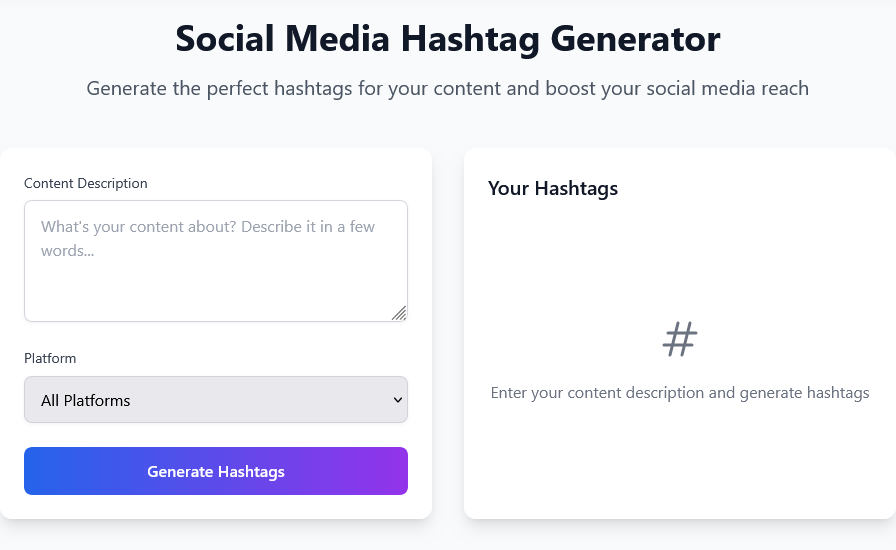 Social Media Hashtag Generator
Generate the perfect hashtags for your content and boost your social media reach
Content Description
What's your content about? Describe it in a few
words...
Platform
All Platforms
Generate Hashtags
Your Hashtags
#
Enter your content description and generate hashtags